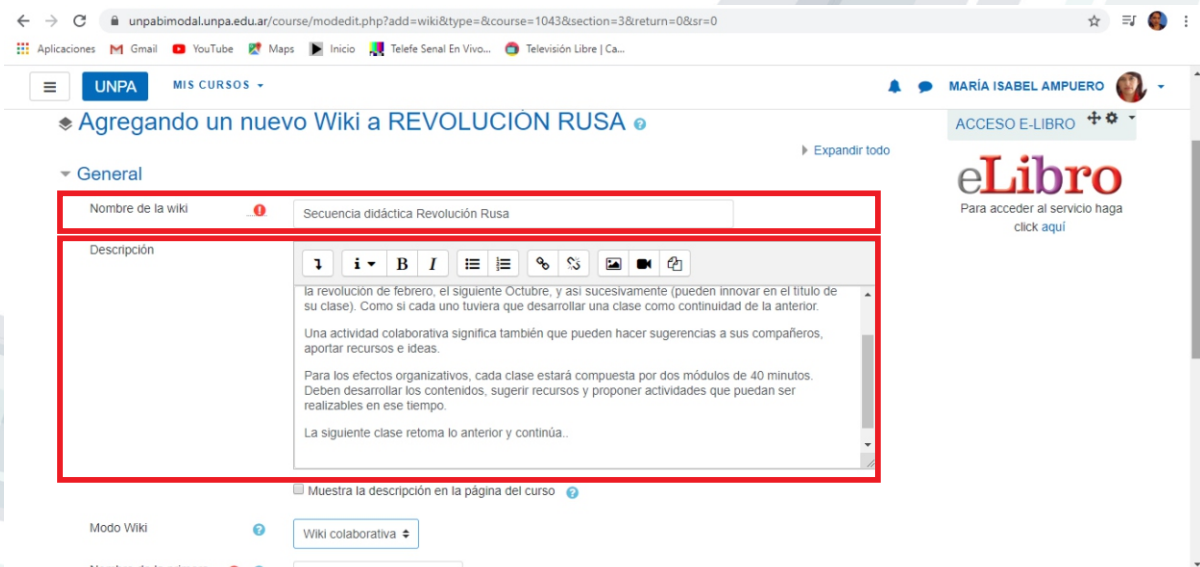 unpabimodal.unpa.edu.ar/course/modedit.php?add=wiki&type=&course=1043&section=3&return=0&sr=0
Aplicaciones Gmail YouTube Maps Inicio Telefe Senal En Vivo... Televisión Libre | Ca...
UNPA MIS CURSOS MARÍA ISABEL AMPUERO
Agregando un nuevo Wiki a REVOLUCIÓN RUSA
ACCESO E-LIBRO
Expandir todo
General
eLibro
Nombre de la wiki Secuencia didáctica Revolución Rusa
Para acceder al servicio haga
click aquí
Descripción
i B I
la revolución de febrero, el siguiente Octubre, y así sucesivamente (pueden innovar en el título de
su clase). Como si cada uno tuviera que desarrollar una clase como continuidad de la anterior.
Una actividad colaborativa significa también que pueden hacer sugerencias a sus compañeros,
aportar recursos e ideas.
Para los efectos organizativos, cada clase estará compuesta por dos módulos de 40 minutos.
Deben desarrollar los contenidos, sugerir recursos y proponer actividades que puedan ser
realizables en ese tiempo.
La siguiente clase retoma lo anterior y continúa..
Muestra la descripción en la página del curso
Modo Wiki Wiki colaborativa